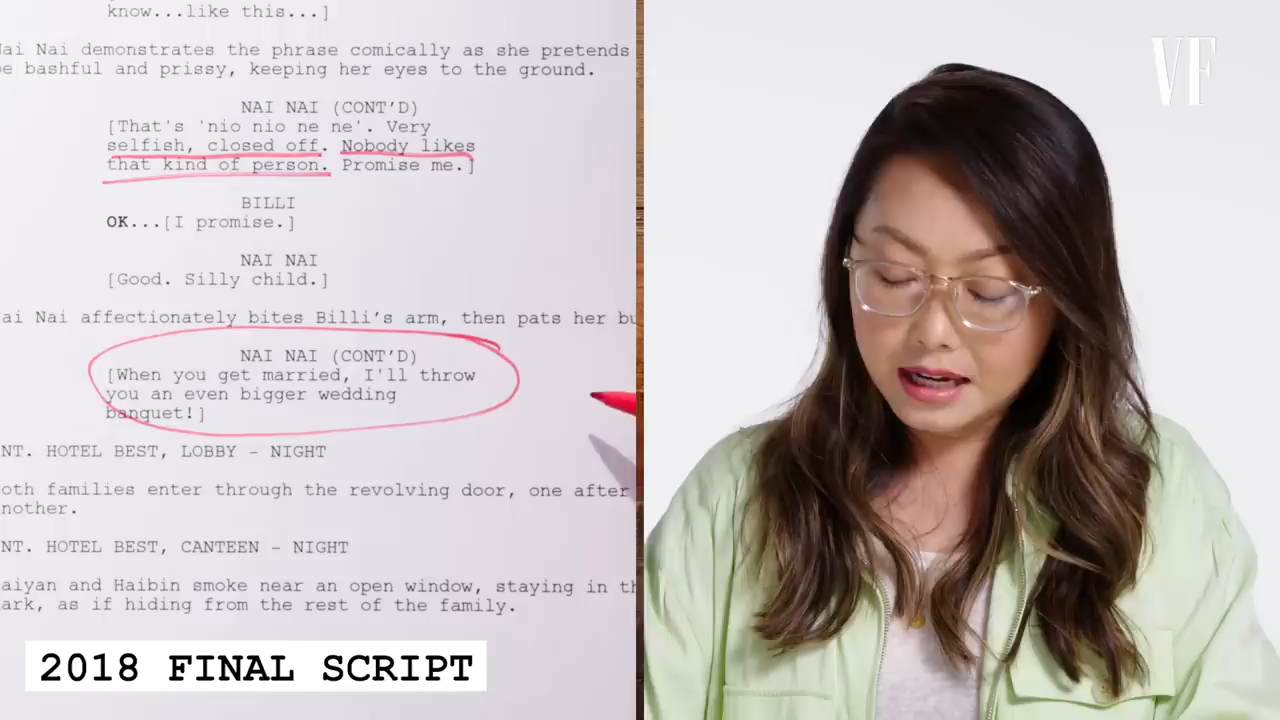 know...like this...]
VF
Nai Nai demonstrates the phrase comically as she pretends
be bashful and prissy, keeping her eyes to the ground.
NAI NAI (CONT'D)
[That's 'nio nio ne ne'. Very
selfish, closed off. Nobody likes
that kind of person. Promise me.]
BILLI
OK...[I promise.]
NAI NAI
[Good. Silly child.]
Nai Nai affectionately bites Billi's arm, then pats her bu
NAI NAI (CONT'D)
[When you get married, I'll throw
you an even bigger wedding
banquet!]
NT. HOTEL BEST, LOBBY - NIGHT
oth families enter through the revolving door, one after
nother.
NT. HOTEL BEST, CANTEEN - NIGHT
aiyan and Haibin smoke near an open window, staying in th
ark, as if hiding from the rest of the family.
2018 FINAL SCRIPT